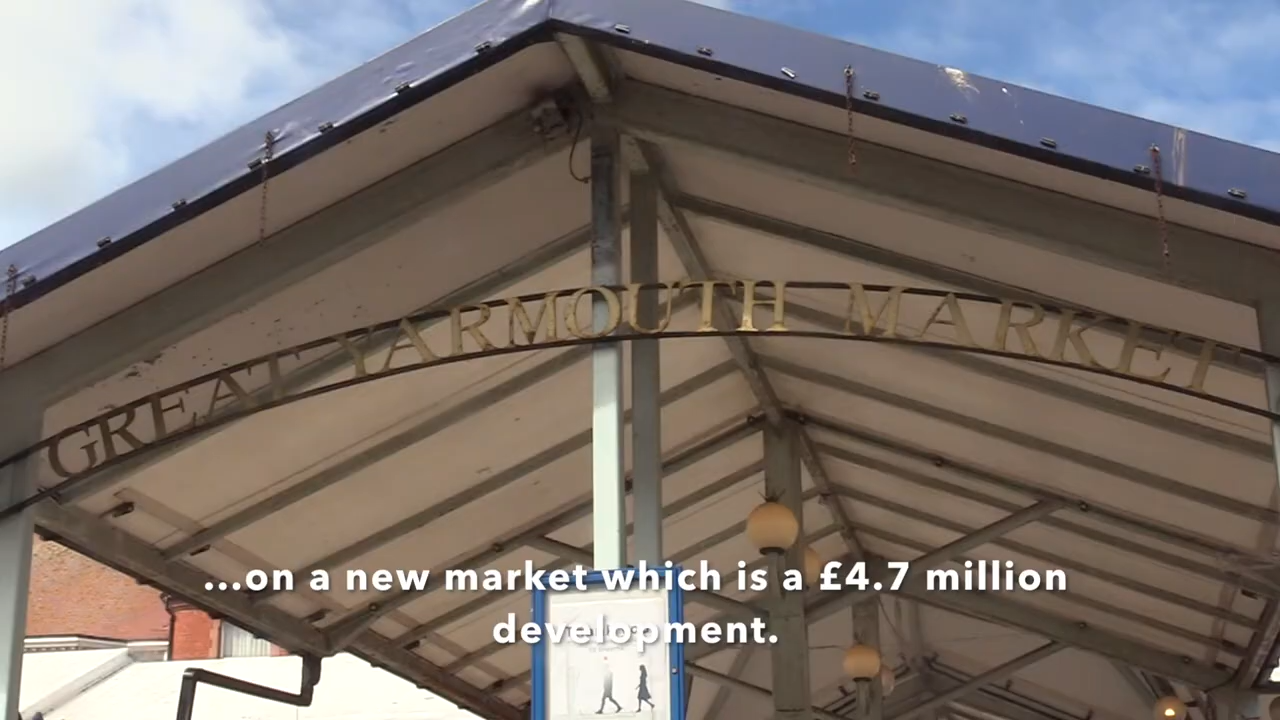 GREAT YARMOUTH MARKET
...on a new market which is a £4.7 million
development.